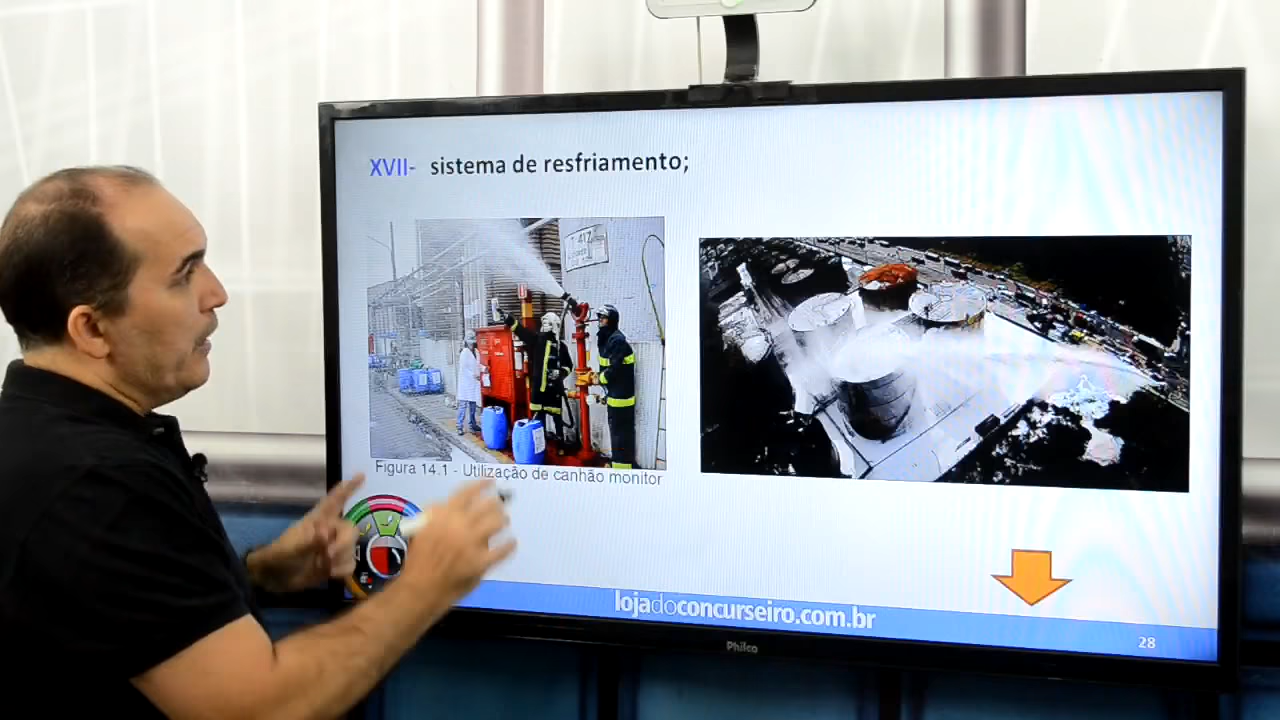 XVII- sistema de resfriamento;
Figura 14.1 - Utilização de canhão monitor
lojadoconcurseiro.com.br
28
Philco